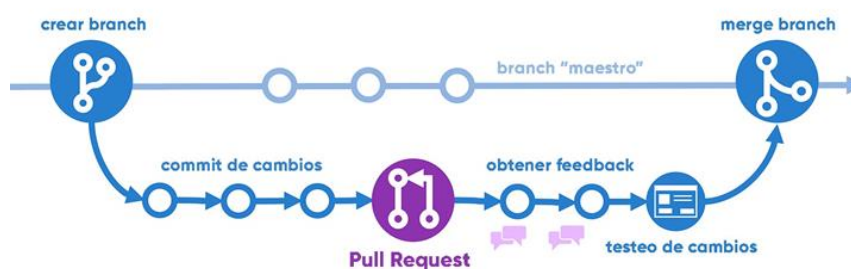 crear branch
merge branch
branch “maestro”
commit de cambios
obtener feedback
Pull Request
testeo de cambios